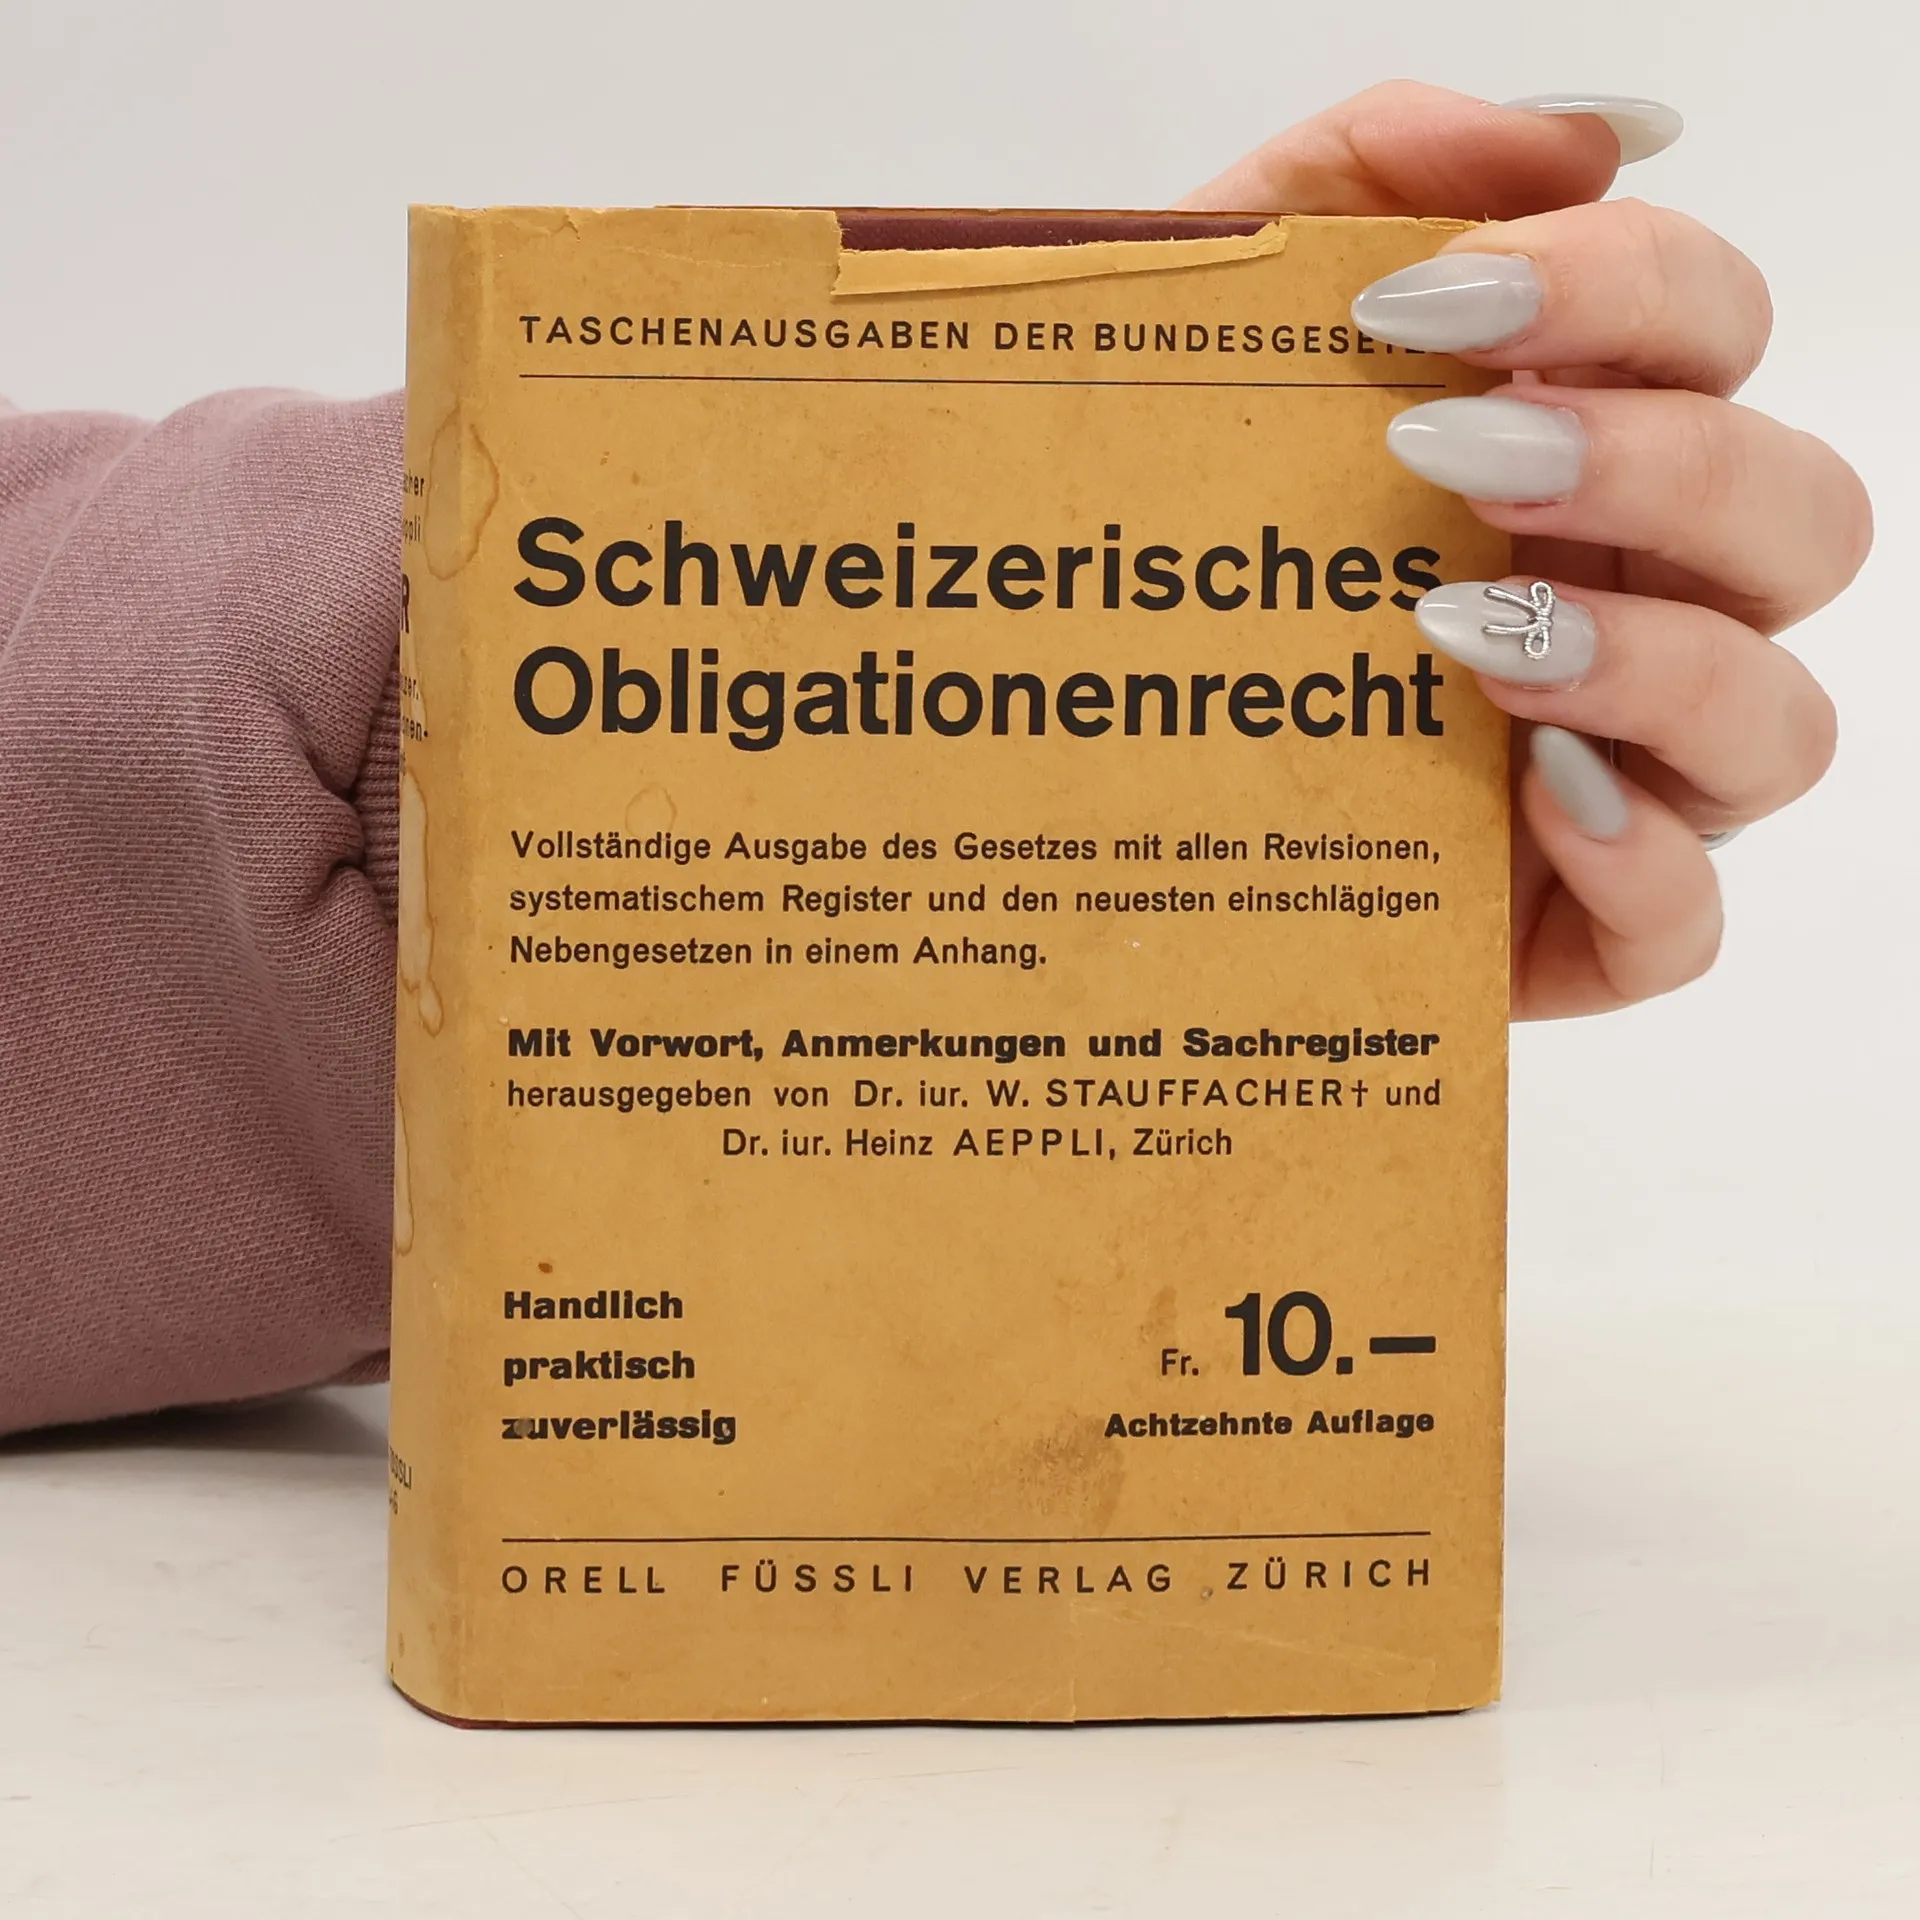 TASCHENAUSGABEN DER
Schweizerisches
Obligationenrecht
Vollständige Ausgabe des Gesetzes mit allen Revisionen,
systematischem Register und den neuesten einschlägigen
Nebengesetzen in einem Anhang.
Mit Vorwort, Anmerkungen und Sachregister
herausgegeben von Dr. iur. W. STAUFFACHER† und
Dr. iur. Heinz AEPPLI, Zürich
Handlich
praktisch
zuverlässig
Fr. 10.—
Achtzehnte Auflage
ORELL FÜSSLI VERLAG ZÜRICH